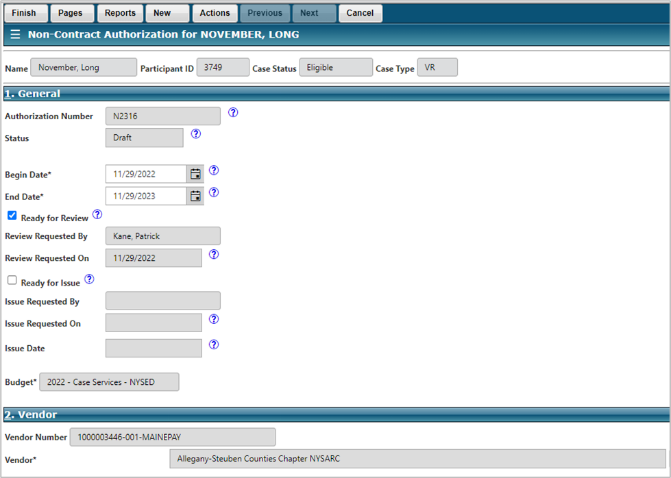 Finish Pages Reports New Actions Previous Next Cancel
☰ Non-Contract Authorization for NOVEMBER, LONG
Name November, Long Participant ID 3749 Case Status Eligible Case Type VR
1. General
Authorization Number N2316 ?
Status Draft ?
Begin Date* 11/29/2022 ?
End Date* 11/29/2023 ?
Ready for Review ?
Review Requested By Kane, Patrick
Review Requested On 11/29/2022 ?
Ready for Issue ?
Issue Requested By
Issue Requested On ?
Issue Date ?
Budget* 2022 - Case Services - NYSED
2. Vendor
Vendor Number 1000003446-001-MAINEPAY
Vendor* Allegany-Steuben Counties Chapter NYSARC